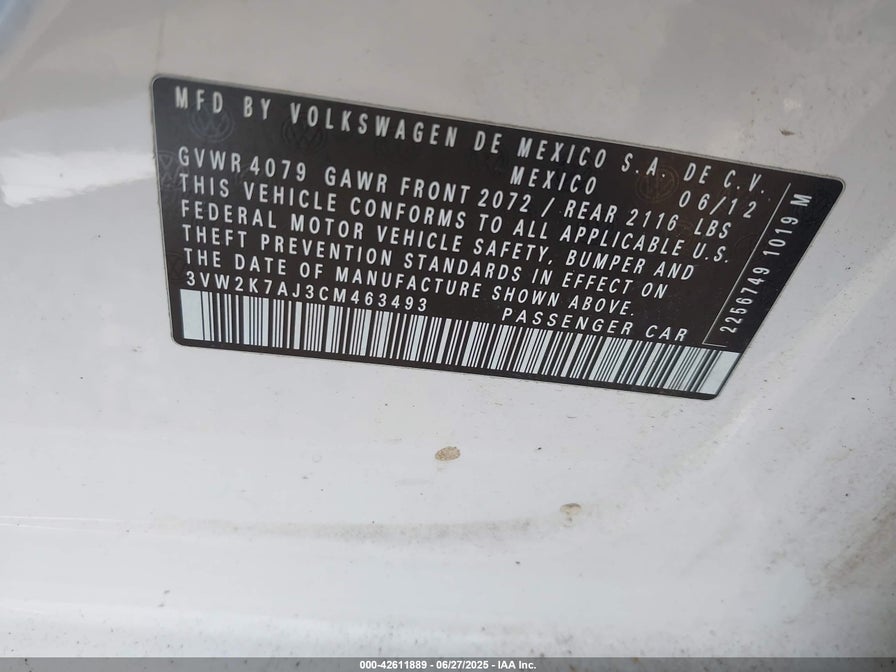 MFD BY VOLKSWAGEN DE MEXICO S.A. DE C.V.
MEXICO 06/12
GVWR 4079 GAWR FRONT 2072 / REAR 2116 LBS
THIS VEHICLE CONFORMS TO ALL APPLICABLE U.S.
FEDERAL MOTOR VEHICLE SAFETY, BUMPER AND
THEFT PREVENTION STANDARDS IN EFFECT ON
THE DATE OF MANUFACTURE SHOWN ABOVE.
3VW2K7AJ3CM463493 PASSENGER CAR
2256749 1019 M
000-42611889 - 06/27/2025 - IAA Inc.